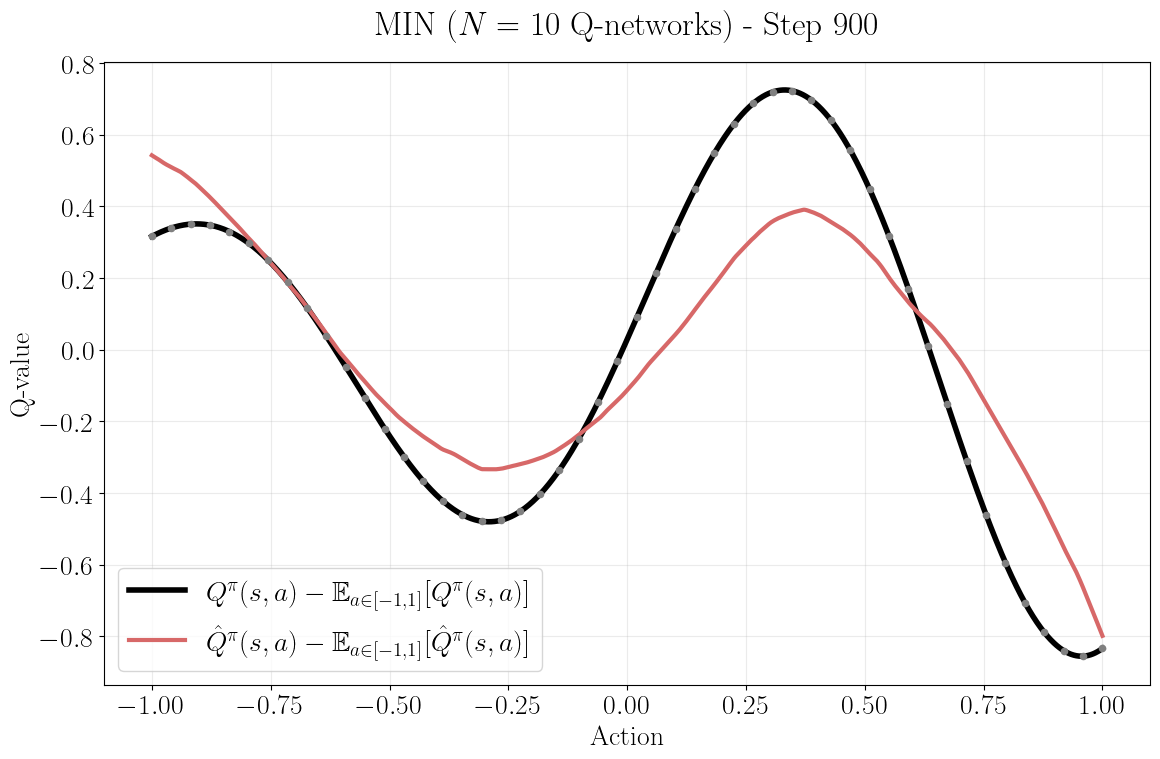 MIN (N = 10 Q-networks) - Step 900
0.8
0.6
0.4
0.2
0.0
−0.2
−0.4
−0.6
−0.8
Q-value
Q^π(s, a) − 𝔼_{a∈[−1,1]}[Q^π(s, a)]
Q̂^π(s, a) − 𝔼_{a∈[−1,1]}[Q̂^π(s, a)]
−1.00 −0.75 −0.50 −0.25 0.00 0.25 0.50 0.75 1.00
Action